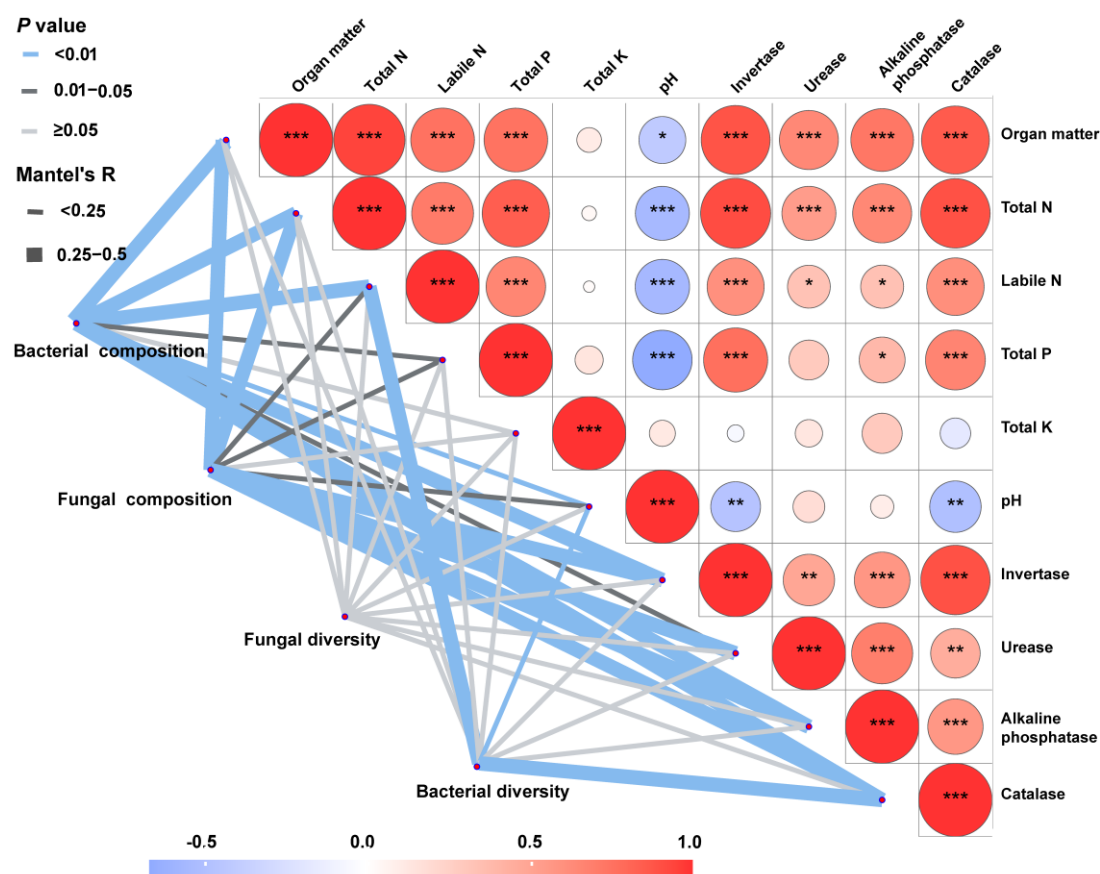 P value
<0.01
0.01−0.05
≥0.05
Mantel's R
<0.25
0.25−0.5
Organ matter
Total N
Labile N
Total P
Total K
pH
Invertase
Urease
Alkaline
phosphatase
Catalase
*** *** *** *** * *** *** *** ***
Organ matter
*** *** *** *** *** *** *** ***
Total N
*** *** *** *** * * ***
Labile N
*** *** *** * ***
Total P
***
Total K
*** ** **
pH
*** ** *** ***
Invertase
*** *** **
Urease
*** ***
Alkaline
phosphatase
***
Catalase
Bacterial composition
Fungal composition
Fungal diversity
Bacterial diversity
-0.5 0.0 0.5 1.0